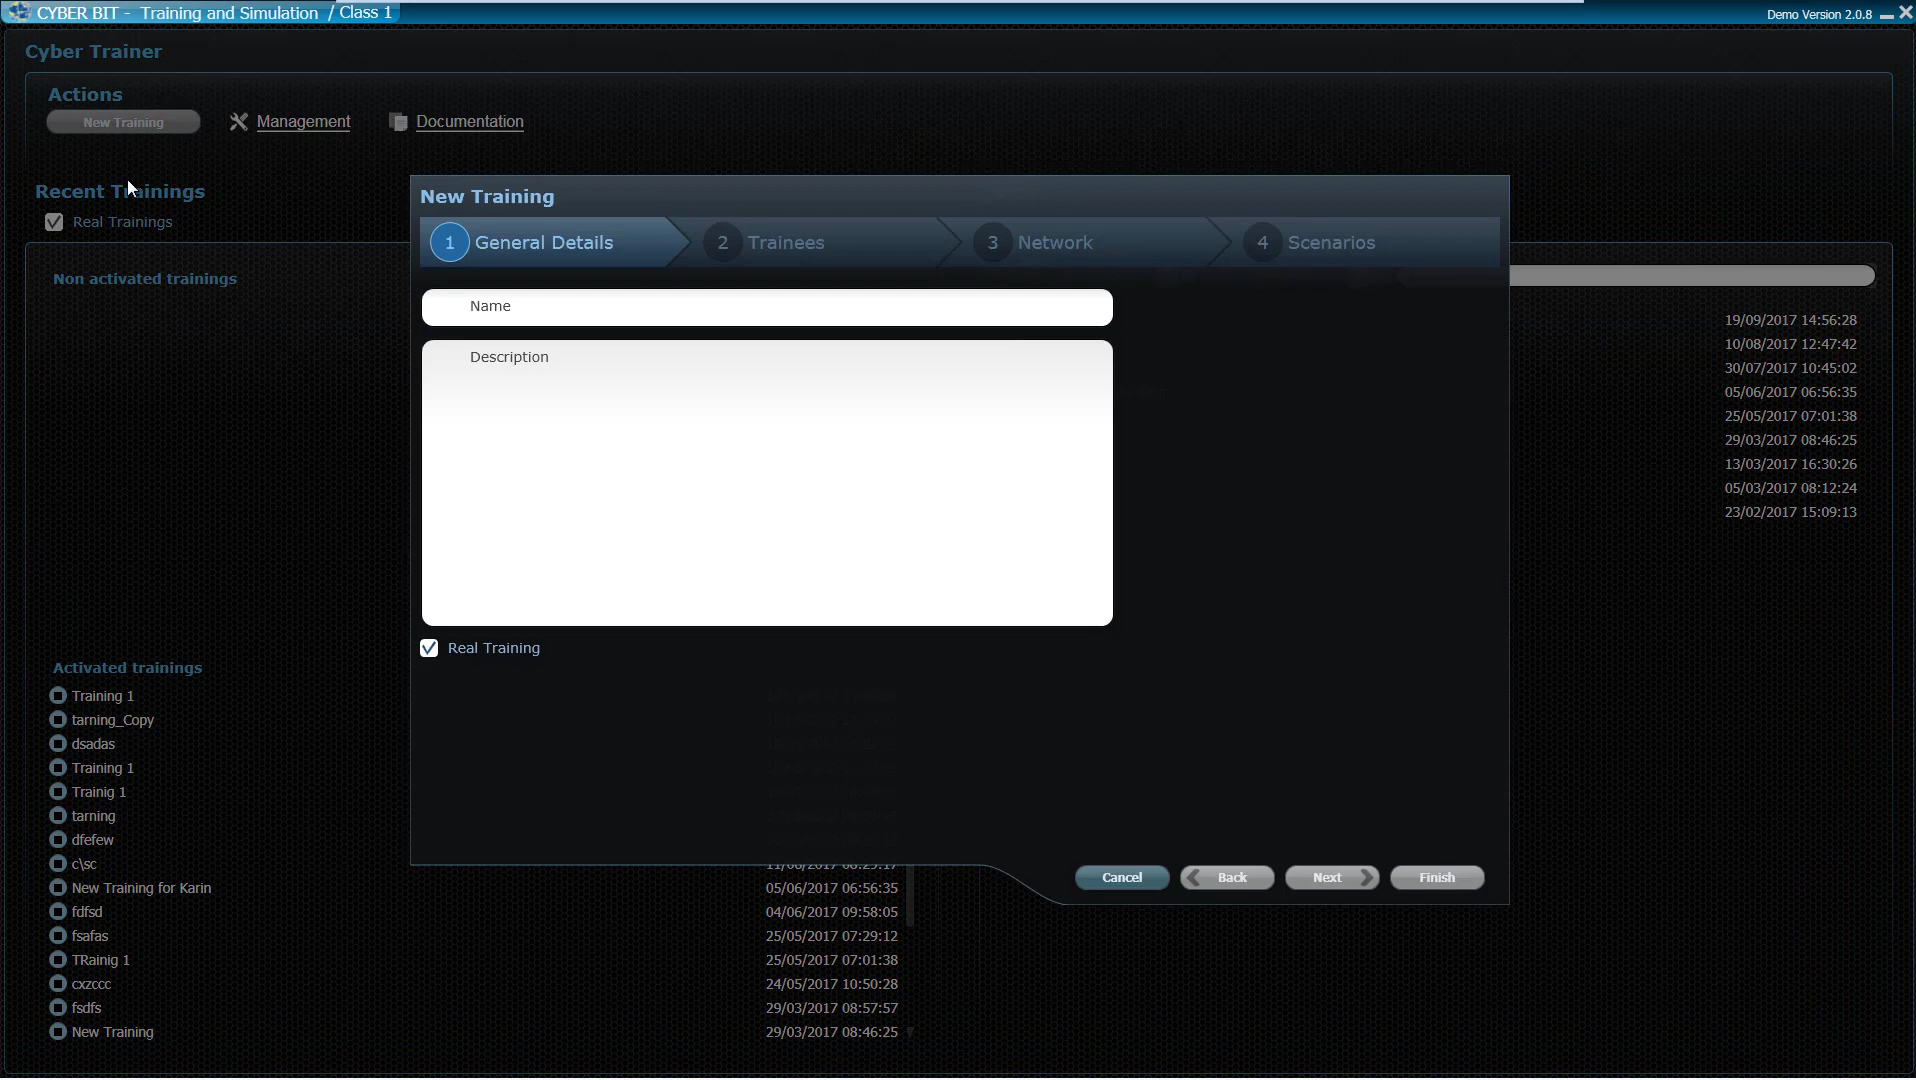 CYBER BIT - Training and Simulation / Class 1
Demo Version 2.0.8
Cyber Trainer
Actions
New Training
Management
Documentation
Recent Trainings
Real Trainings
New Training
1 General Details
2 Trainees
3 Network
4 Scenarios
Non activated trainings
Name
Description
Real Training
19/09/2017 14:56:28
10/08/2017 12:47:42
30/07/2017 10:45:02
05/06/2017 06:56:35
25/05/2017 07:01:38
29/03/2017 08:46:25
13/03/2017 16:30:26
05/03/2017 08:12:24
23/02/2017 15:09:13
Activated trainings
Training 1
tarning_Copy
dsadas
Training 1
Trainig 1
tarning
dfefew
c\sc
New Training for Karin 05/06/2017 06:56:35
fdfsd 04/06/2017 09:58:05
fsafas 25/05/2017 07:29:12
TRainig 1 25/05/2017 07:01:38
cxzccc 24/05/2017 10:50:28
fsdfs 29/03/2017 08:57:57
New Training 29/03/2017 08:46:25
Cancel
Back
Next
Finish